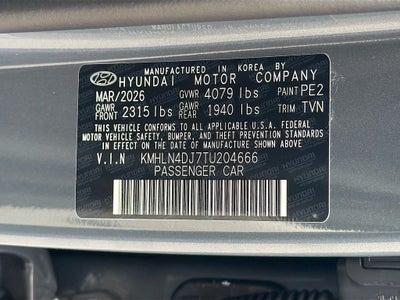 MANUFACTURED IN KOREA BY
HYUNDAI MOTOR COMPANY
MAR/2026 GVWR 4079 lbs PAINT PE2
GAWR FRT 2315 lbs GAWR RR 1940 lbs TRIM TVN
THIS VEHICLE CONFORMS TO ALL APPLICABLE
U.S. FEDERAL MOTOR VEHICLE
SAFETY, BUMPER, AND THEFT PREVENTION
STANDARDS IN EFFECT ON THE DATE OF
MANUFACTURE SHOWN ABOVE.
V.I.N KMHLN4DJ7TU204666
PASSENGER CAR